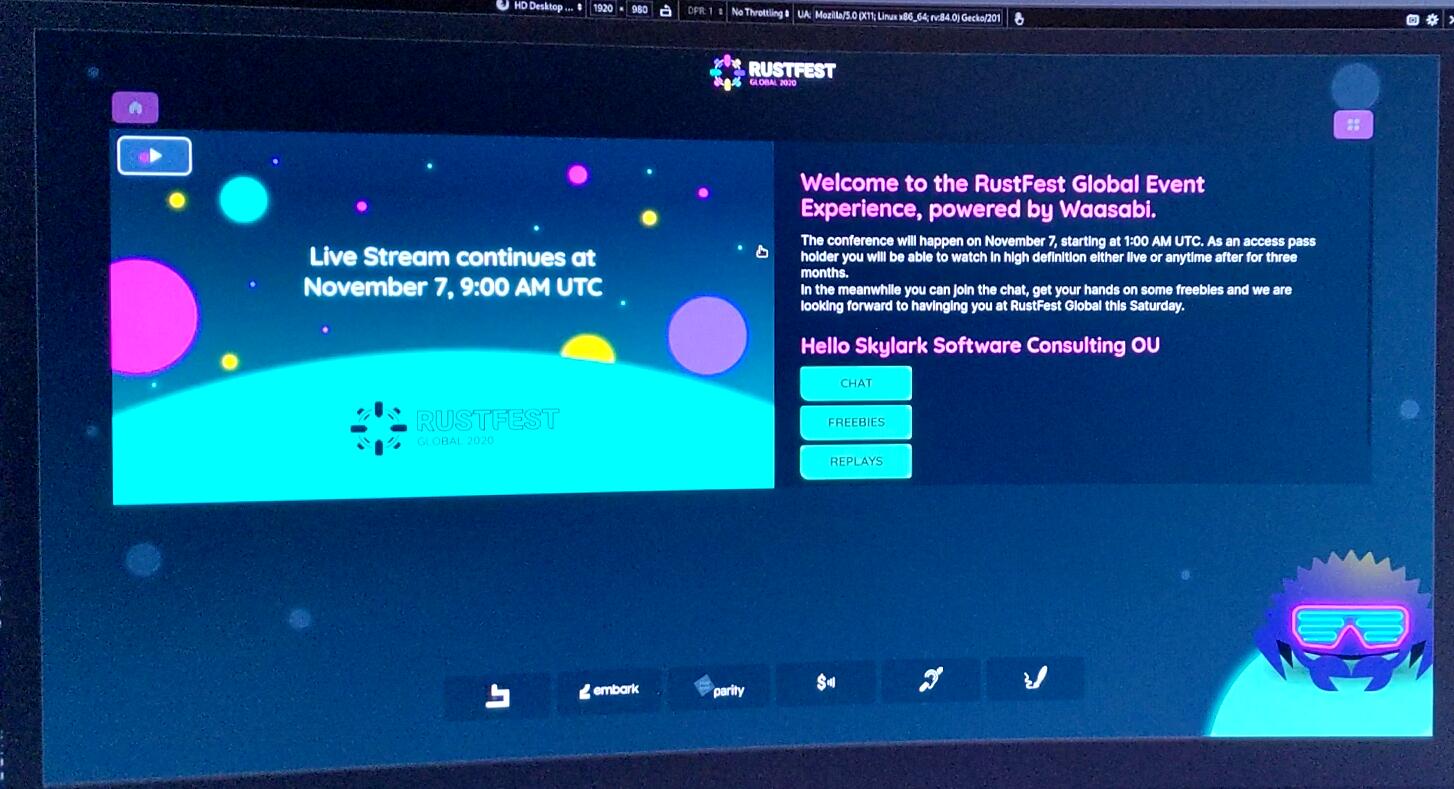 HD Desktop ...
1920 × 980
DPR: 1
No Throttling
UA: Mozilla/5.0 (X11; Linux x86_64; rv:84.0) Gecko/201
RUSTFEST
GLOBAL 2020
Live Stream continues at
November 7, 9:00 AM UTC
RUSTFEST
GLOBAL 2020
Welcome to the RustFest Global Event
Experience, powered by Waasabi.
The conference will happen on November 7, starting at 1:00 AM UTC. As an access pass
holder you will be able to watch in high definition either live or anytime after for three
months.
In the meanwhile you can join the chat, get your hands on some freebies and we are
looking forward to havinging you at RustFest Global this Saturday.
Hello Skylark Software Consulting OU
CHAT
FREEBIES
REPLAYS
embark
parity
$